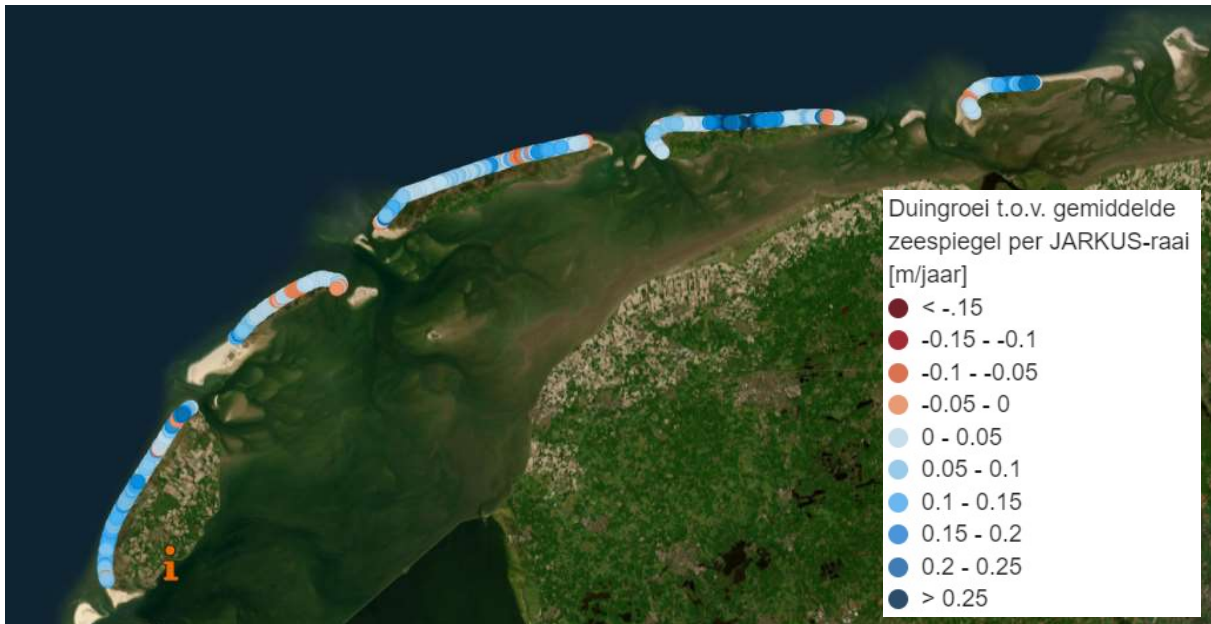 Duingroei t.o.v. gemiddelde
zeespiegel per JARKUS-raai
[m/jaar]
< -.15
-0.15 - -0.1
-0.1 - -0.05
-0.05 - 0
0 - 0.05
0.05 - 0.1
0.1 - 0.15
0.15 - 0.2
0.2 - 0.25
> 0.25
i